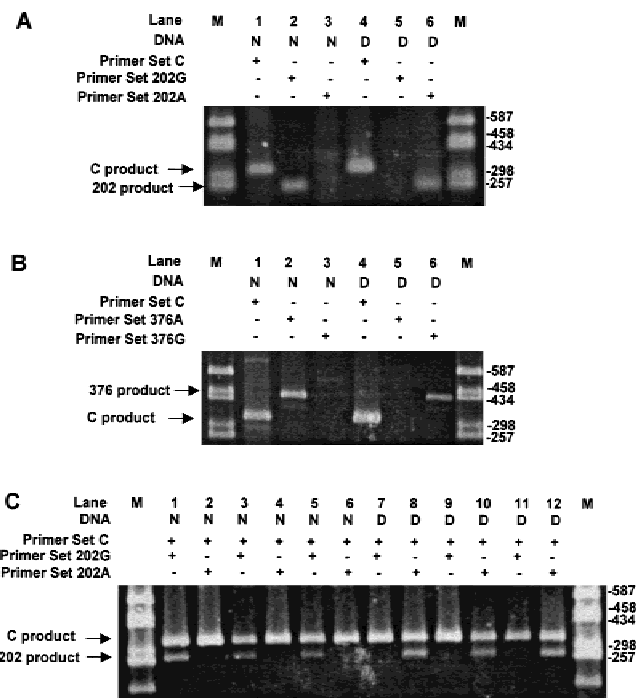 A
Lane M 1 2 3 4 5 6 M
DNA N N N D D D
Primer Set C + - - + - -
Primer Set 202G - + - - + -
Primer Set 202A - - + - - +
-587
-458
-434
C product
-298
202 product
-257
B
Lane M 1 2 3 4 5 6 M
DNA N N N D D D
Primer Set C + - - + - -
Primer Set 376A - + - - + -
Primer Set 376G - - + - - +
-587
376 product
-458
-434
C product
-298
-257
C
Lane M 1 2 3 4 5 6 7 8 9 10 11 12 M
DNA N N N N N N D D D D D D
Primer Set C + + + + + + + + + + + +
Primer Set 202G + - + - + - + - + - + -
Primer Set 202A - + - + - + - + - + - +
-587
-458
-434
C product
-298
202 product
-257